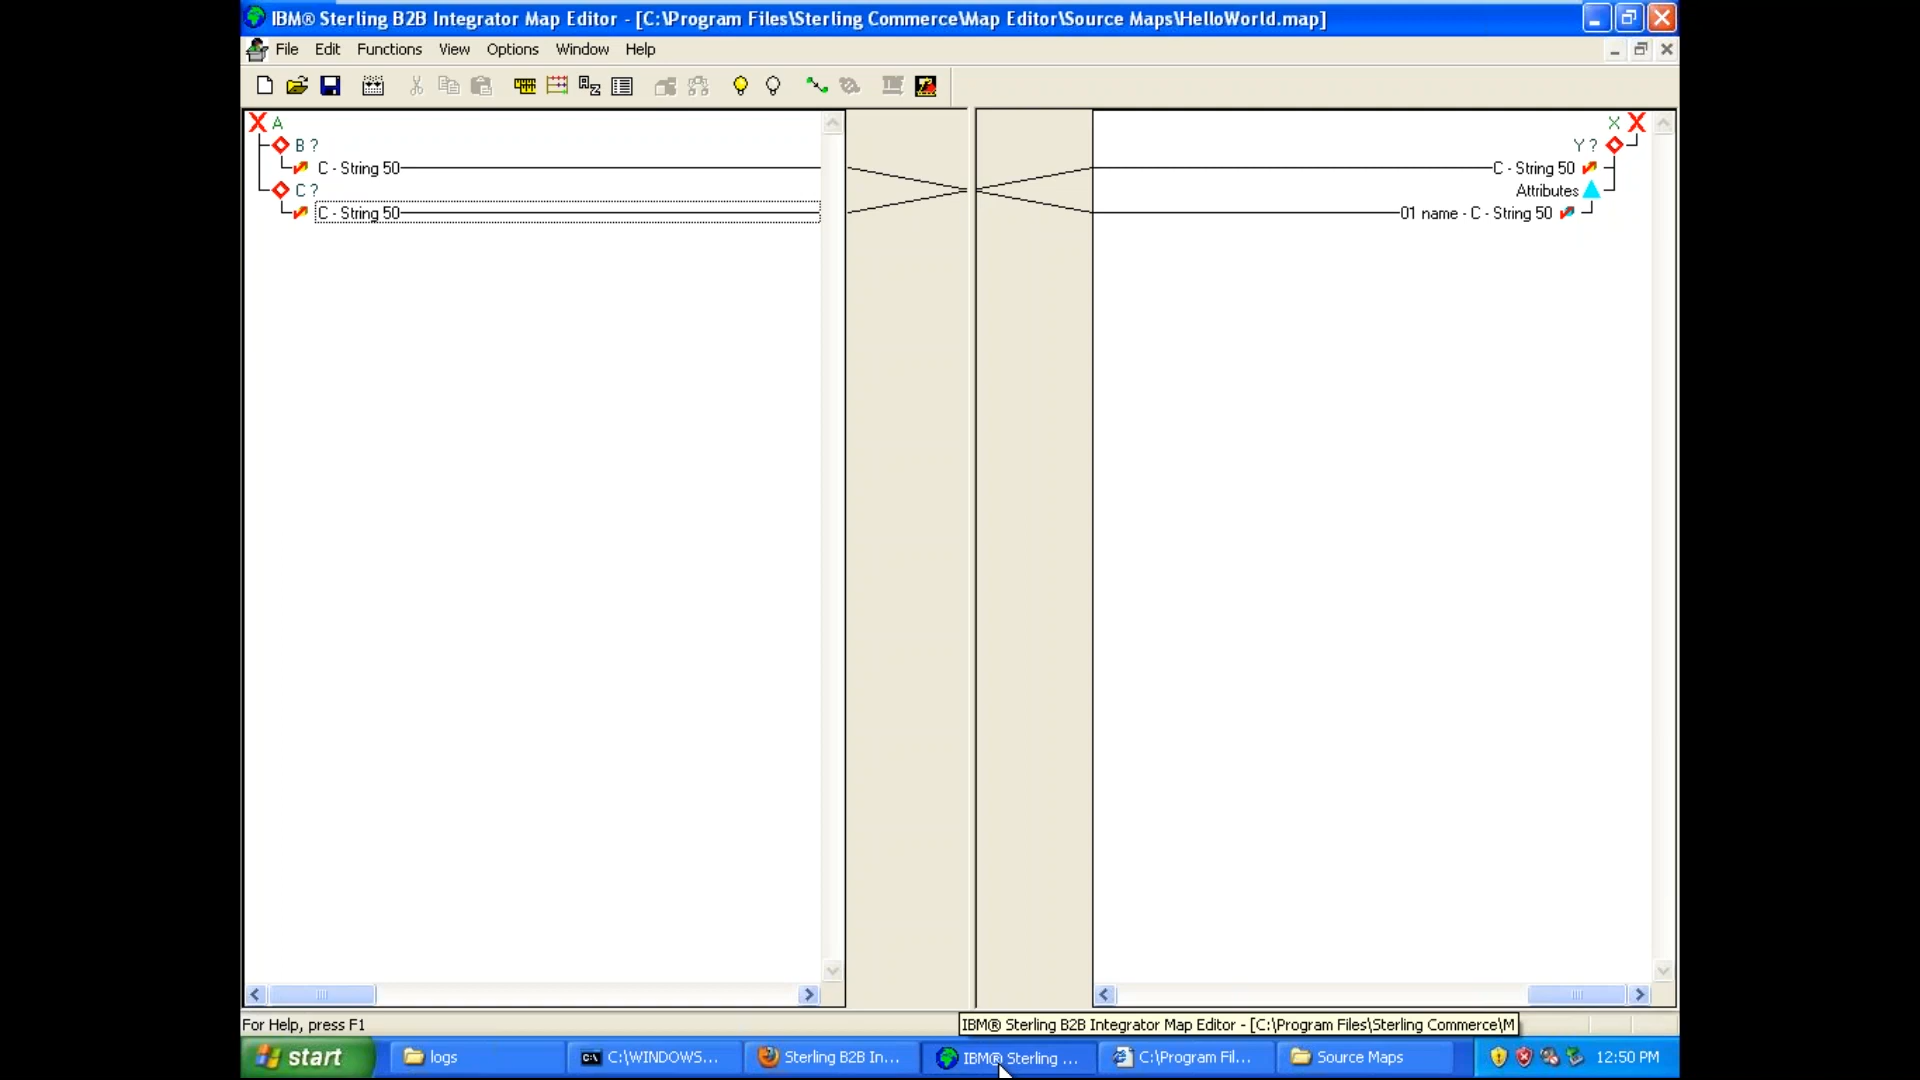 IBM® Sterling B2B Integrator Map Editor - [C:\Program Files\Sterling Commerce\Map Editor\Source Maps\HelloWorld.map]
File Edit Functions View Options Window Help
A
B ?
C - String 50
C ?
C - String 50
X
Y ?
C - String 50
Attributes
01 name - C - String 50
For Help, press F1
IBM® Sterling B2B Integrator Map Editor - [C:\Program Files\Sterling Commerce\M
start logs C:\WINDOWS... Sterling B2B In... IBM® Sterling ... C:\Program Fil... Source Maps 12:50 PM